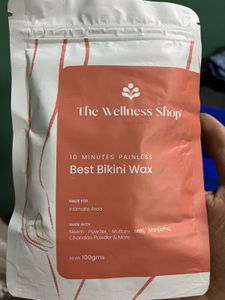 The Wellness Shop
10 MINUTES PAINLESS
Best Bikini Wax
MADE FOR
Intimate Area
MADE WITH
Neem Powder, Multani Mitti, Manjistha,
Chandan Powder & More
100gms